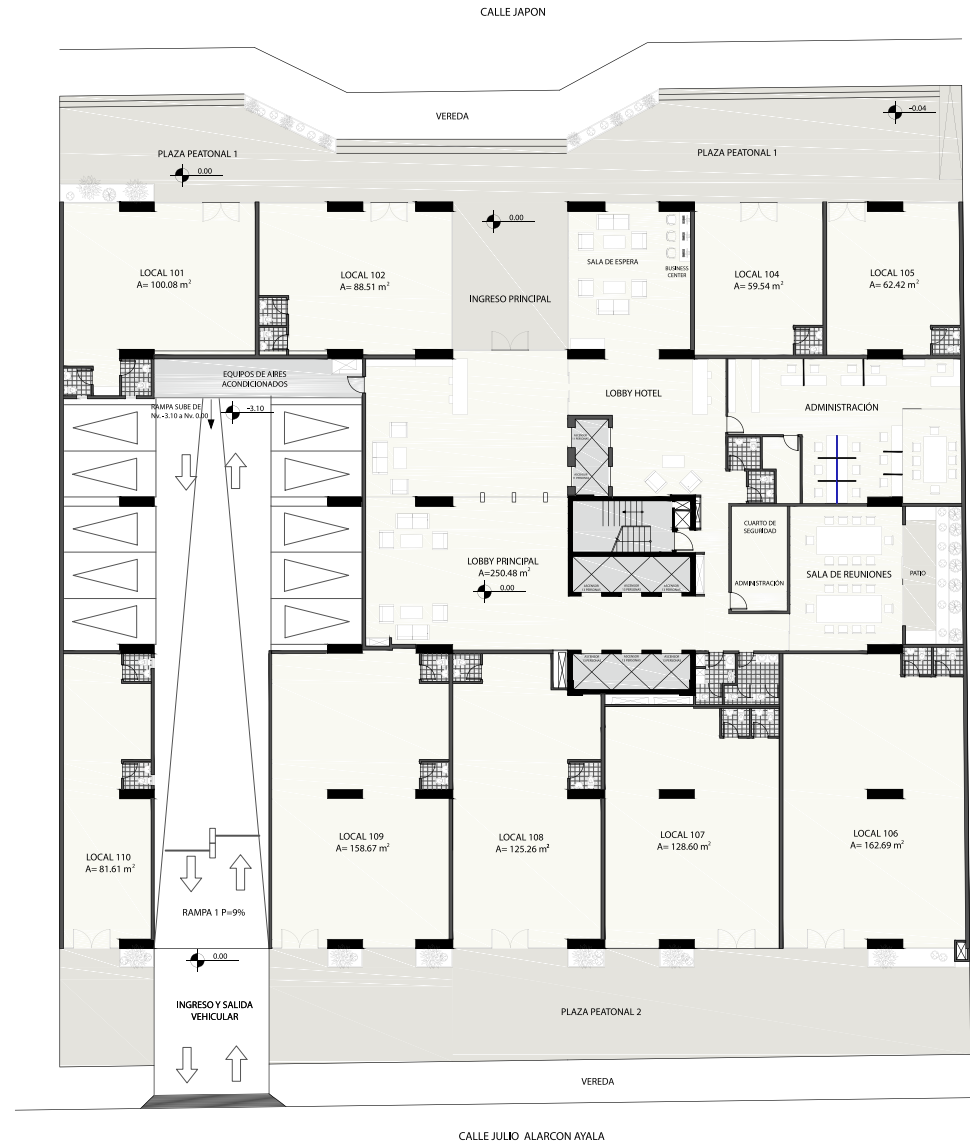 CALLE JAPON
VEREDA
-0.04
PLAZA PEATONAL 1
PLAZA PEATONAL 1
0.00
0.00
LOCAL 101
A= 100.08 m²
LOCAL 102
A= 88.51 m²
INGRESO PRINCIPAL
SALA DE ESPERA
BUSINESS
CENTER
LOCAL 104
A= 59.54 m²
LOCAL 105
A= 62.42 m²
EQUIPOS DE AIRES
ACONDICIONADOS
LOBBY HOTEL
ADMINISTRACIÓN
RAMPA SUBE DE
Nv. -3.10 a Nv. 0.00
-3.10
CUARTO DE
SEGURIDAD
ADMINISTRACIÓN
LOBBY PRINCIPAL
A=250.48 m²
0.00
SALA DE REUNIONES
PATIO
LOCAL 110
A= 81.61 m²
LOCAL 109
A= 158.67 m²
LOCAL 108
A= 125.26 m²
LOCAL 107
A= 128.60 m²
LOCAL 106
A= 162.69 m²
RAMPA 1 P=9%
0.00
INGRESO Y SALIDA
VEHICULAR
PLAZA PEATONAL 2
VEREDA
CALLE JULIO ALARCON AYALA